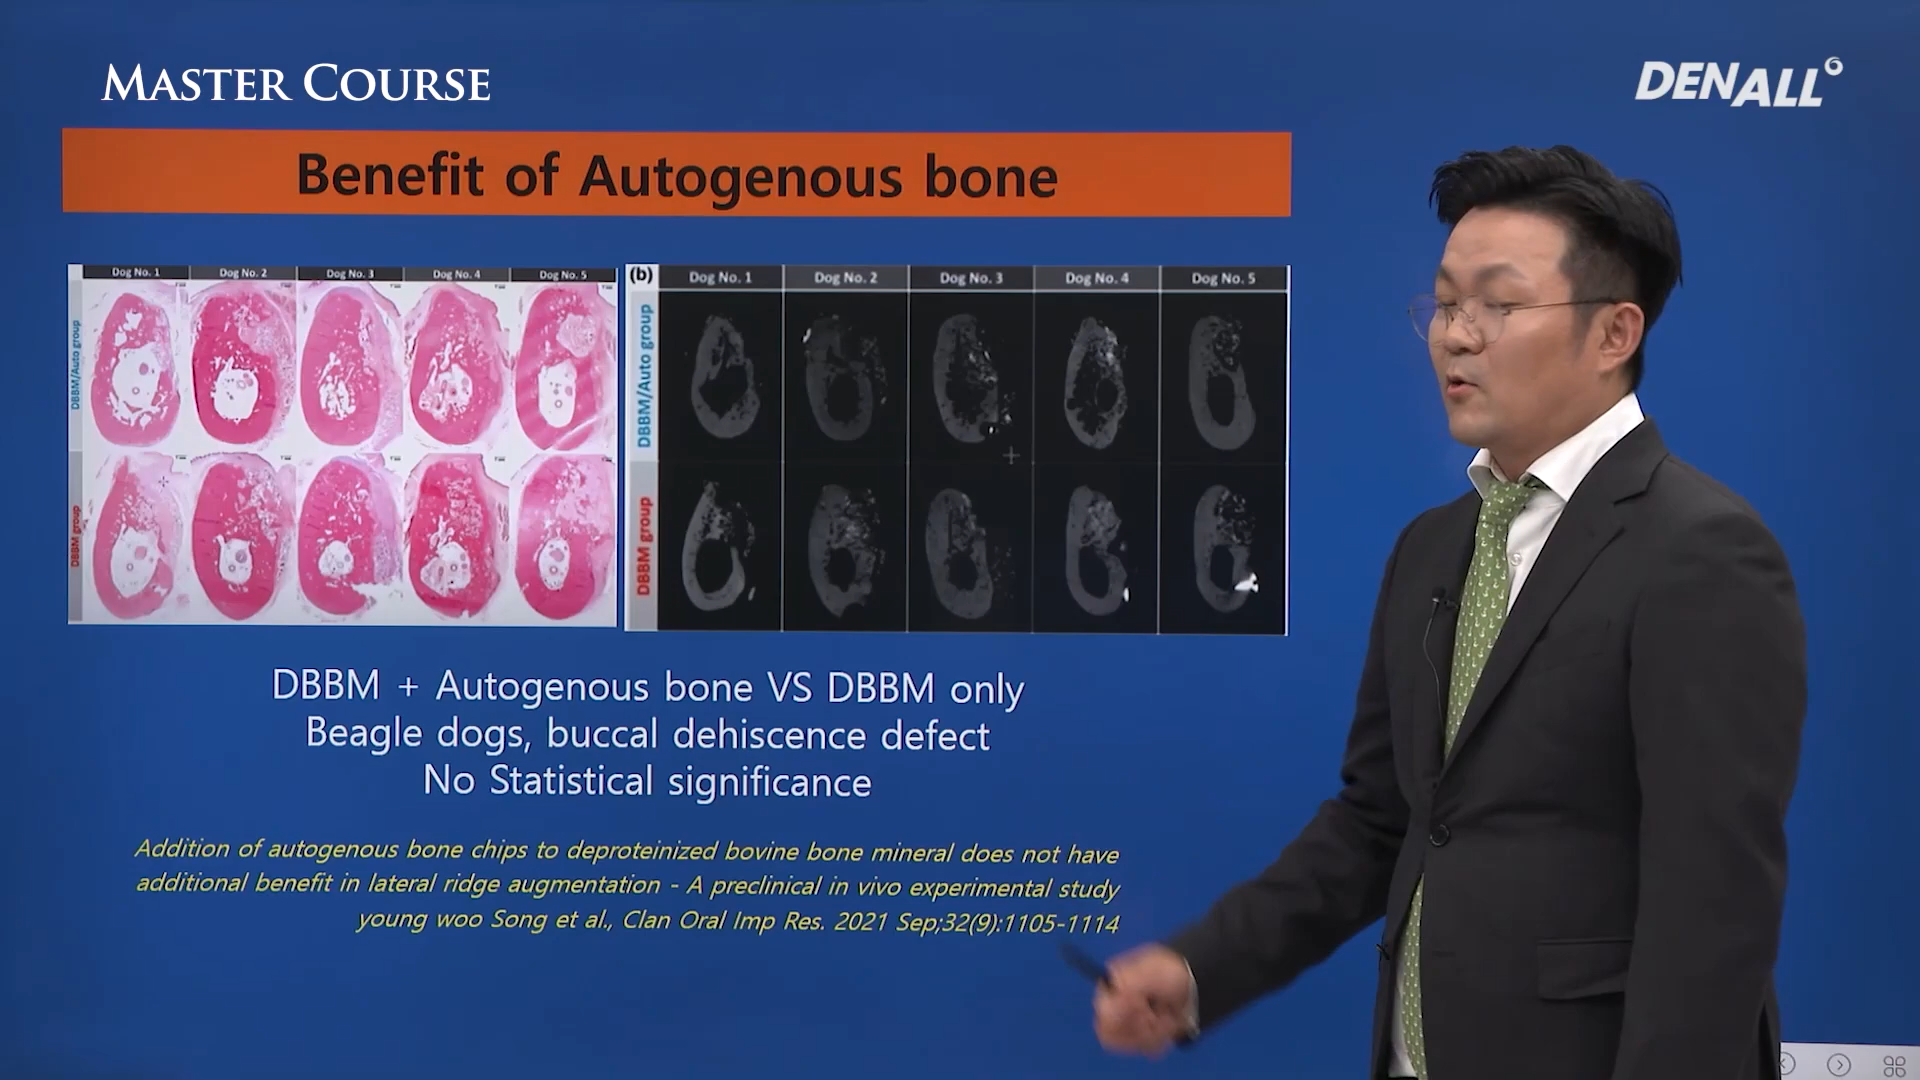 MASTER COURSE
DENALL
Benefit of Autogenous bone
Dog No. 1 Dog No. 2 Dog No. 3 Dog No. 4 Dog No. 5
DBBM/Auto group
DBBM group
(b) Dog No. 1 Dog No. 2 Dog No. 3 Dog No. 4 Dog No. 5
DBBM/Auto group
DBBM group
DBBM + Autogenous bone VS DBBM only
Beagle dogs, buccal dehiscence defect
No Statistical significance
Addition of autogenous bone chips to deproteinized bovine bone mineral does not have
additional benefit in lateral ridge augmentation - A preclinical in vivo experimental study
young woo Song et al., Clan Oral Imp Res. 2021 Sep;32(9):1105-1114